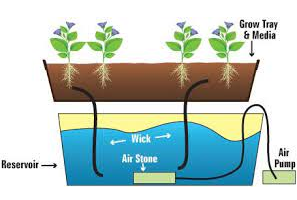 Grow Tray
& Media
Wick
Air Stone
Reservoir
Air
Pump